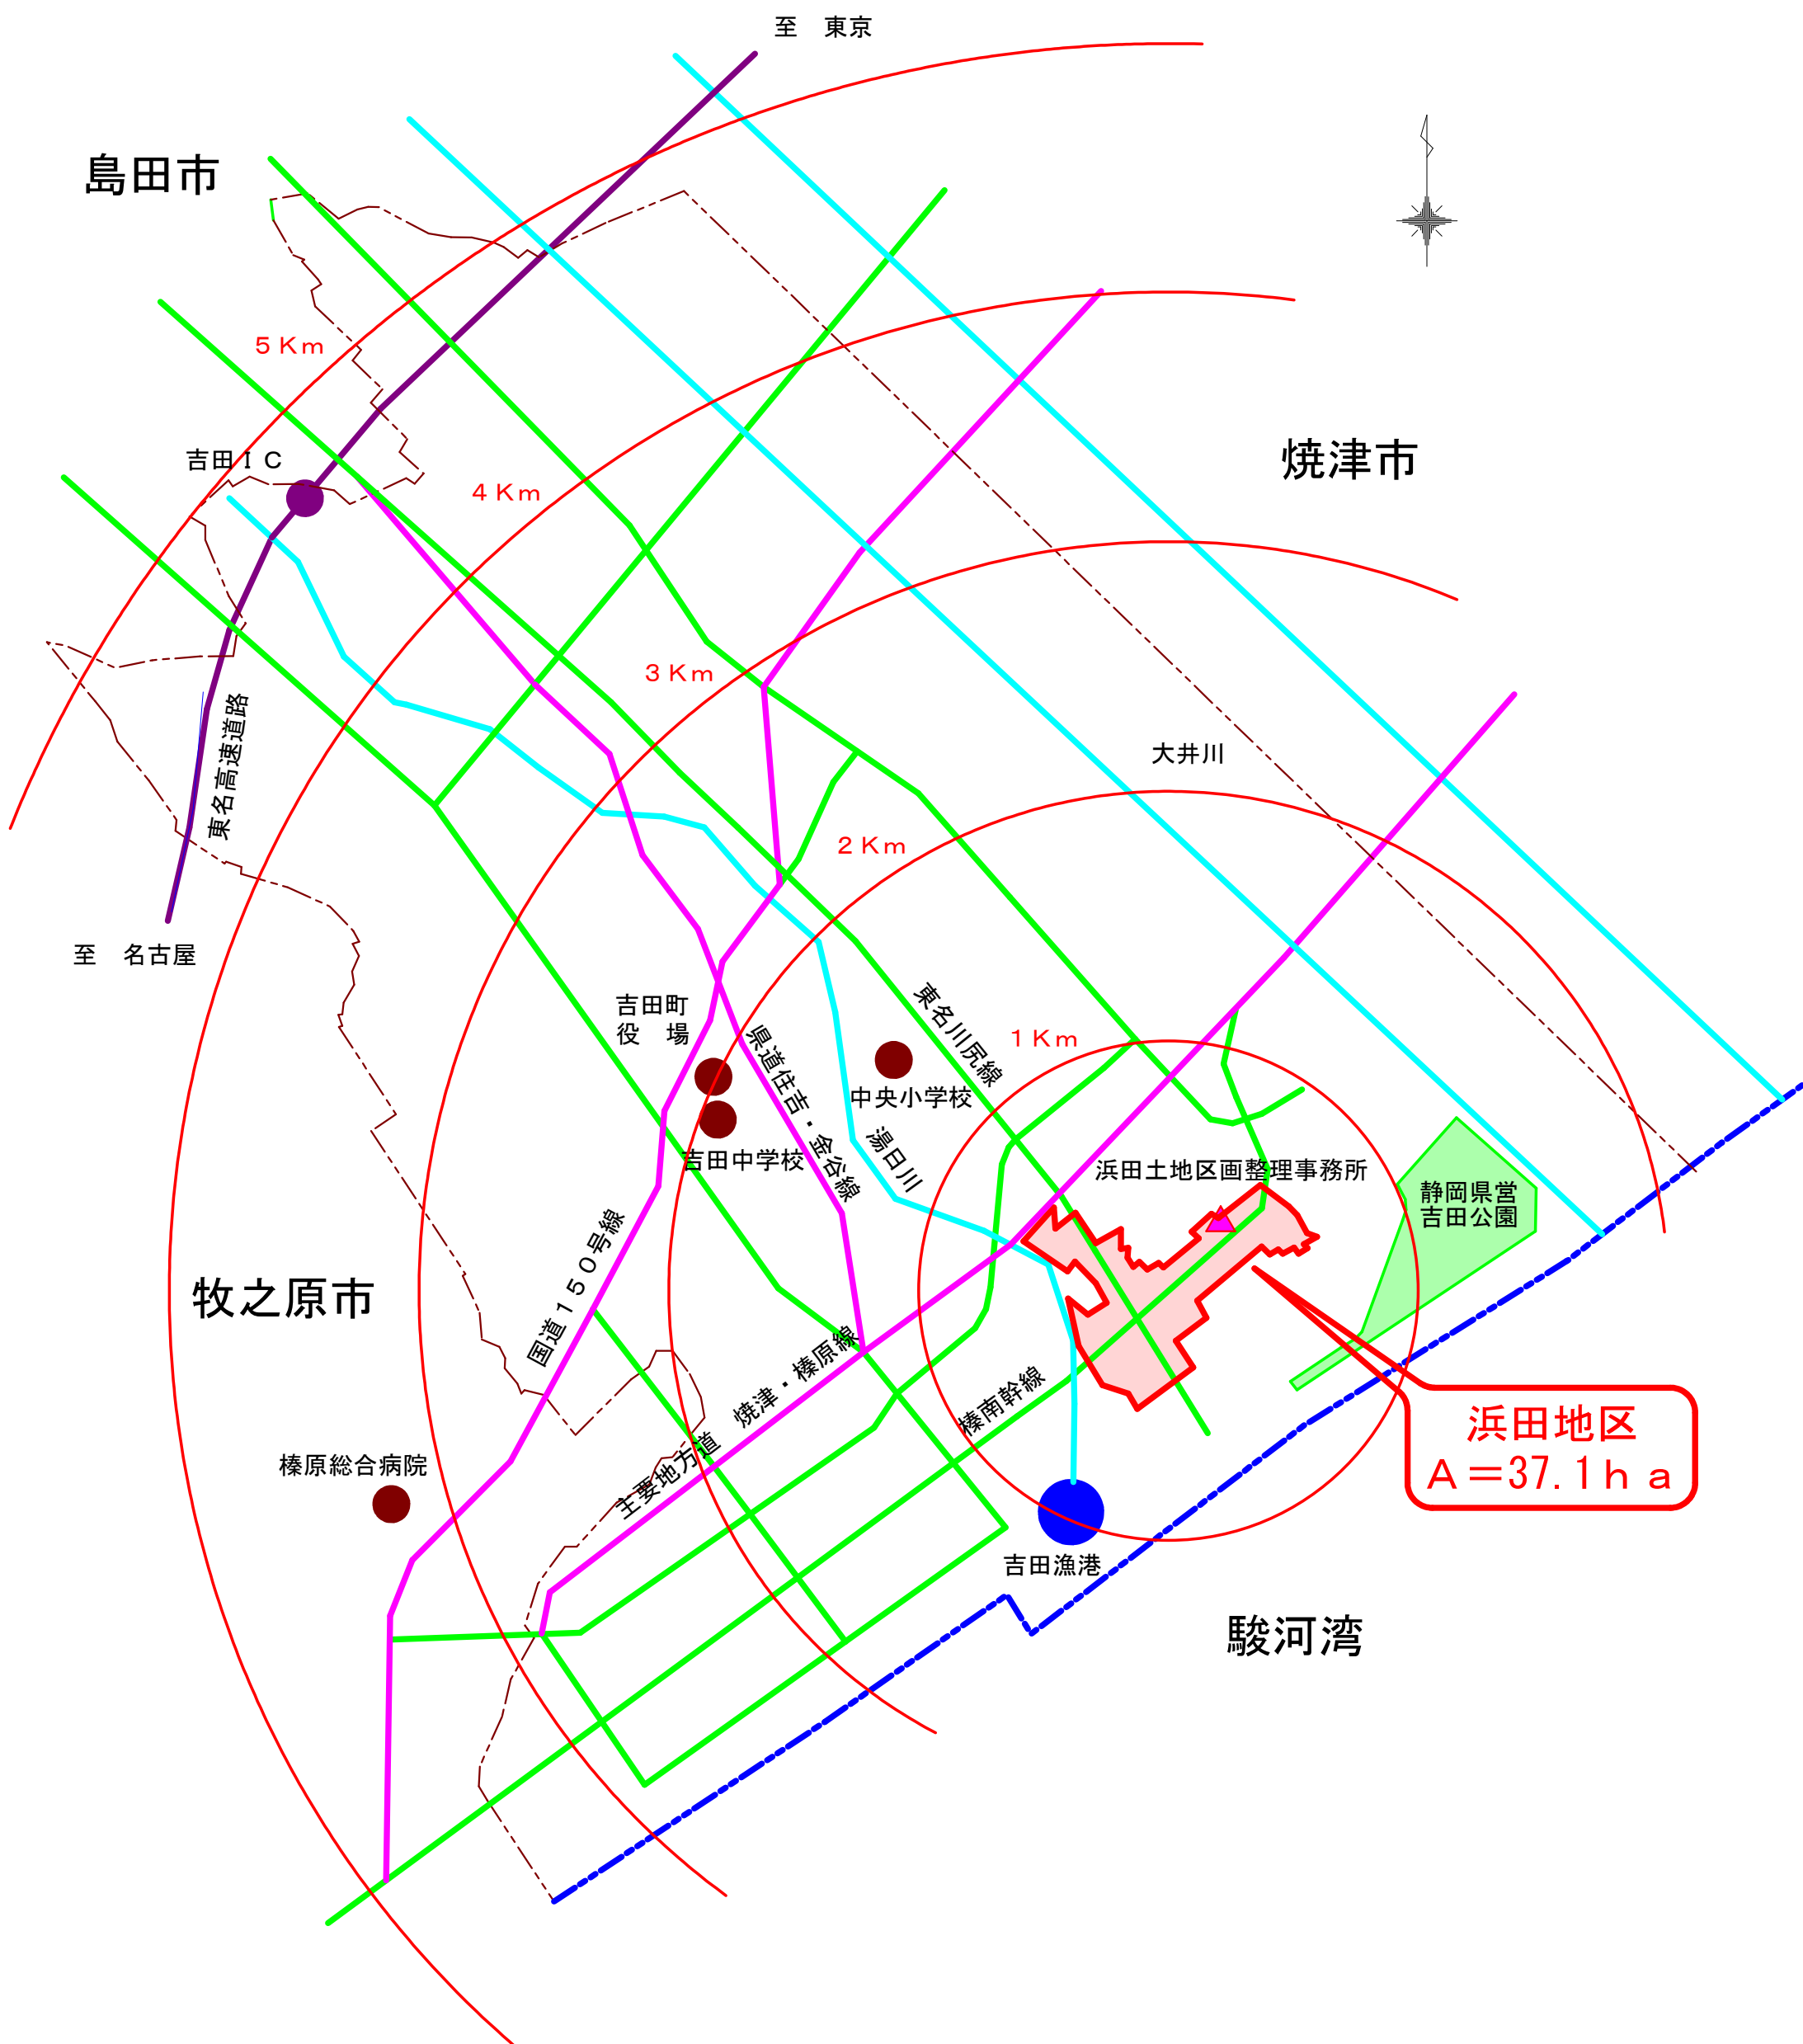 至　東京
島田市
5Km
焼津市
吉田IC
4Km
3Km
東名高速道路
大井川
2Km
至　名古屋
東名川尻線
吉田町
役　場
県道住吉・金谷線
1Km
中央小学校
湯日川
吉田中学校
浜田土地区画整理事務所
静岡県営
吉田公園
国道150号線
牧之原市
主要地方道　焼津・榛原線
榛南幹線
浜田地区
A=37.1ha
榛原総合病院
吉田漁港
駿河湾